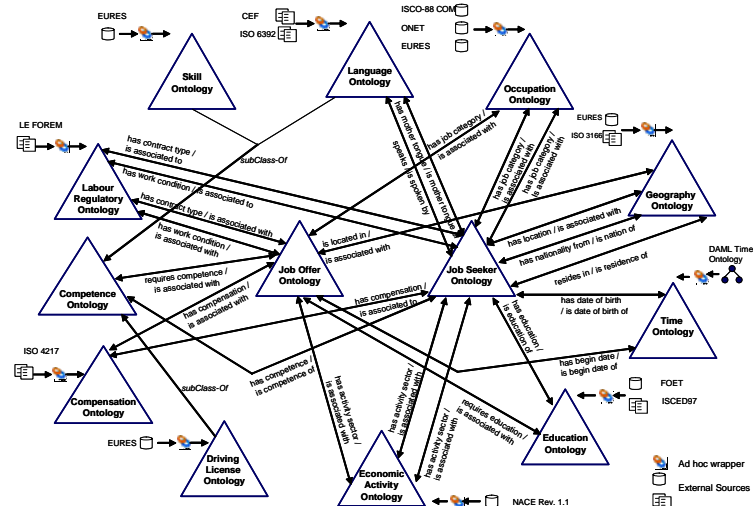 EURES
CEF
ISO 6392
ISCO-88 COM
ONET
EURES
Skill
Ontology
Language
Ontology
Occupation
Ontology
EURES
ISO 3166
LE FOREM
has contract type /
is associated to
subClass-Of
has mother tongue / is mother tongue
speaks / is spoken by
has job category /
is associated with
has job category /
is associated with
has job category /
is associated with
has work condition / is associated to
Labour
Regulatory
Ontology
has contract type / is associated with
has work condition /
is associated with
Geography
Ontology
is located in /
is associated with
has location / is associated with
has nationality from / is nation of
resides in / is residence of
DAML Time
Ontology
Competence
Ontology
requires competence /
is associated with
Job Offer
Ontology
Job Seeker
Ontology
has compensation /
is associated with
has compensation /
is associated to
has date of birth
/ is date of birth of
Time
Ontology
has education /
is education of
has begin date /
is begin date of
ISO 4217
Compensation
Ontology
subClass-Of
has competence /
is competence of
has activity sector /
is associated with
has activity sector /
is associated with
has activity sector /
is associated with
requires education /
is associated with
FOET
ISCED97
Education
Ontology
EURES
Driving
License
Ontology
Economic
Activity
Ontology
NACE Rev. 1.1
Ad hoc wrapper
External Sources